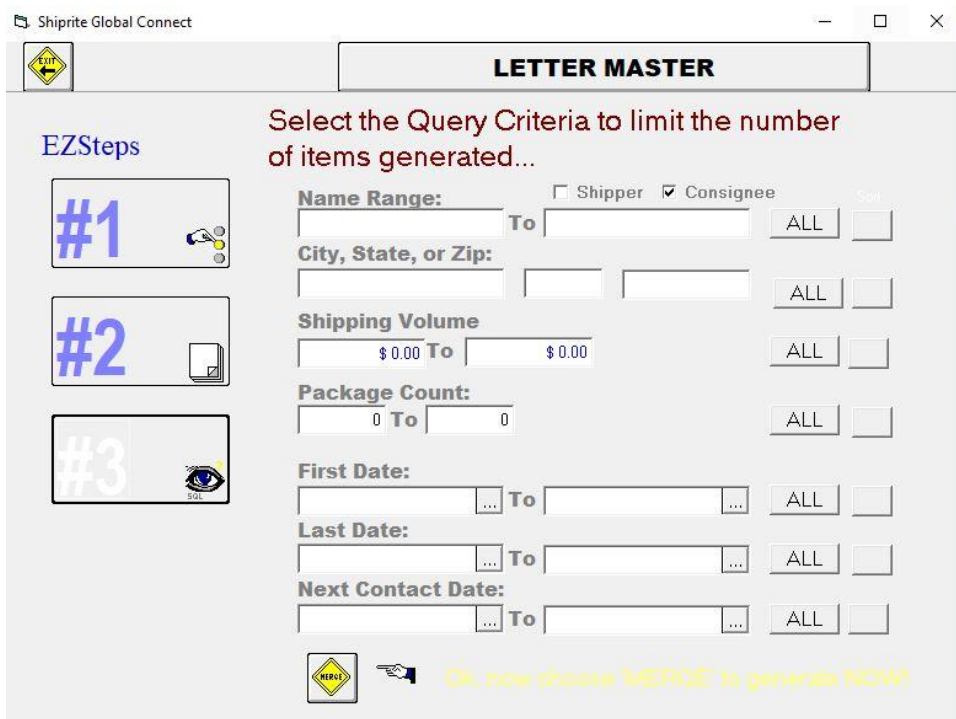 Shiprite Global Connect
EXIT
LETTER MASTER
Select the Query Criteria to limit the number
of items generated...
EZSteps
#1
#2
#3
SQL
Name Range:
Shipper
Consignee
Sort
To
ALL
City, State, or Zip:
ALL
Shipping Volume
$ 0.00 To $ 0.00
ALL
Package Count:
0 To 0
ALL
First Date:
... To ...
ALL
Last Date:
... To ...
ALL
Next Contact Date:
... To ...
ALL
MERGE
Ok, now choose 'MERGE' to generate NOW!